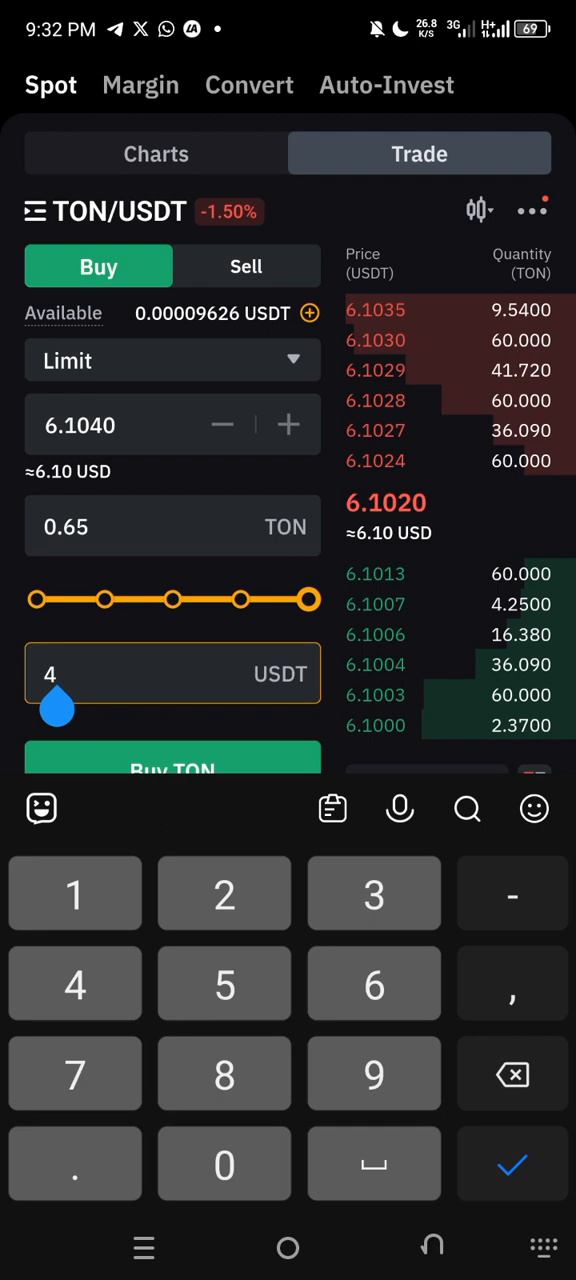 9:32 PM 26.8 K/S 3G H+ 69
Spot Margin Convert Auto-Invest
Charts Trade
TON/USDT -1.50%
Buy Sell
Available 0.00009626 USDT
Limit
6.1040
≈6.10 USD
0.65 TON
4 USDT
Buy TON
Price (USDT) Quantity (TON)
6.1035 9.5400
6.1030 60.000
6.1029 41.720
6.1028 60.000
6.1027 36.090
6.1024 60.000
6.1020
≈6.10 USD
6.1013 60.000
6.1007 4.2500
6.1006 16.380
6.1004 36.090
6.1003 60.000
6.1000 2.3700
1 2 3 -
4 5 6 ,
7 8 9
. 0